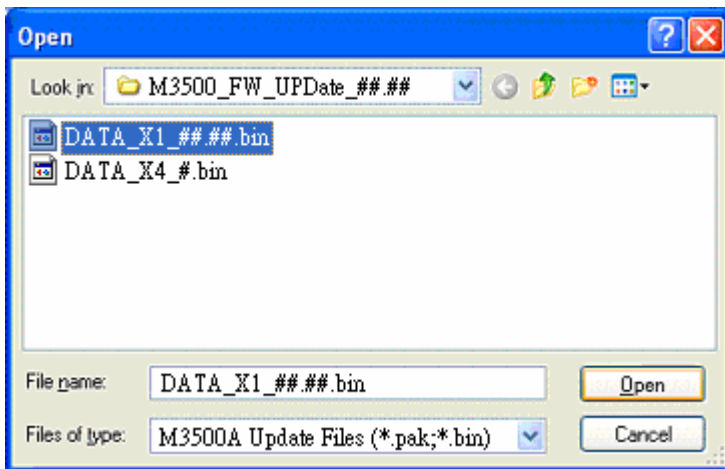 Open
Look in: M3500_FW_UPDate_##.##
DATA_X1_##.##.bin
DATA_X4_#.bin
File name: DATA_X1_##.##.bin Open
Files of type: M3500A Update Files (*.pak;*.bin) Cancel